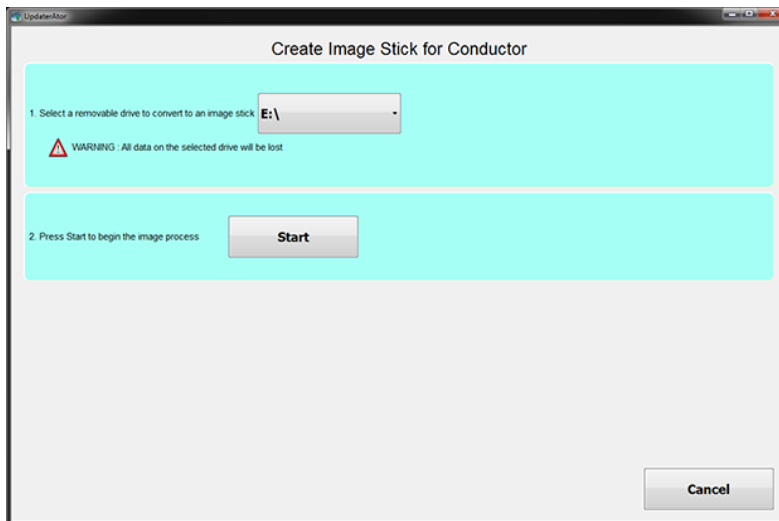 UpdaterAtor
Create Image Stick for Conductor
1. Select a removable drive to convert to an image stick E:\
WARNING : All data on the selected drive will be lost
2. Press Start to begin the image process Start
Cancel